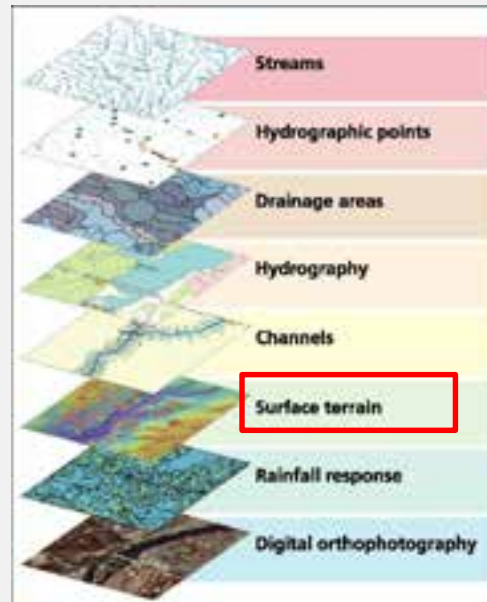 Streams
Hydrographic points
Drainage areas
Hydrography
Channels
Surface terrain
Rainfall response
Digital orthophotography